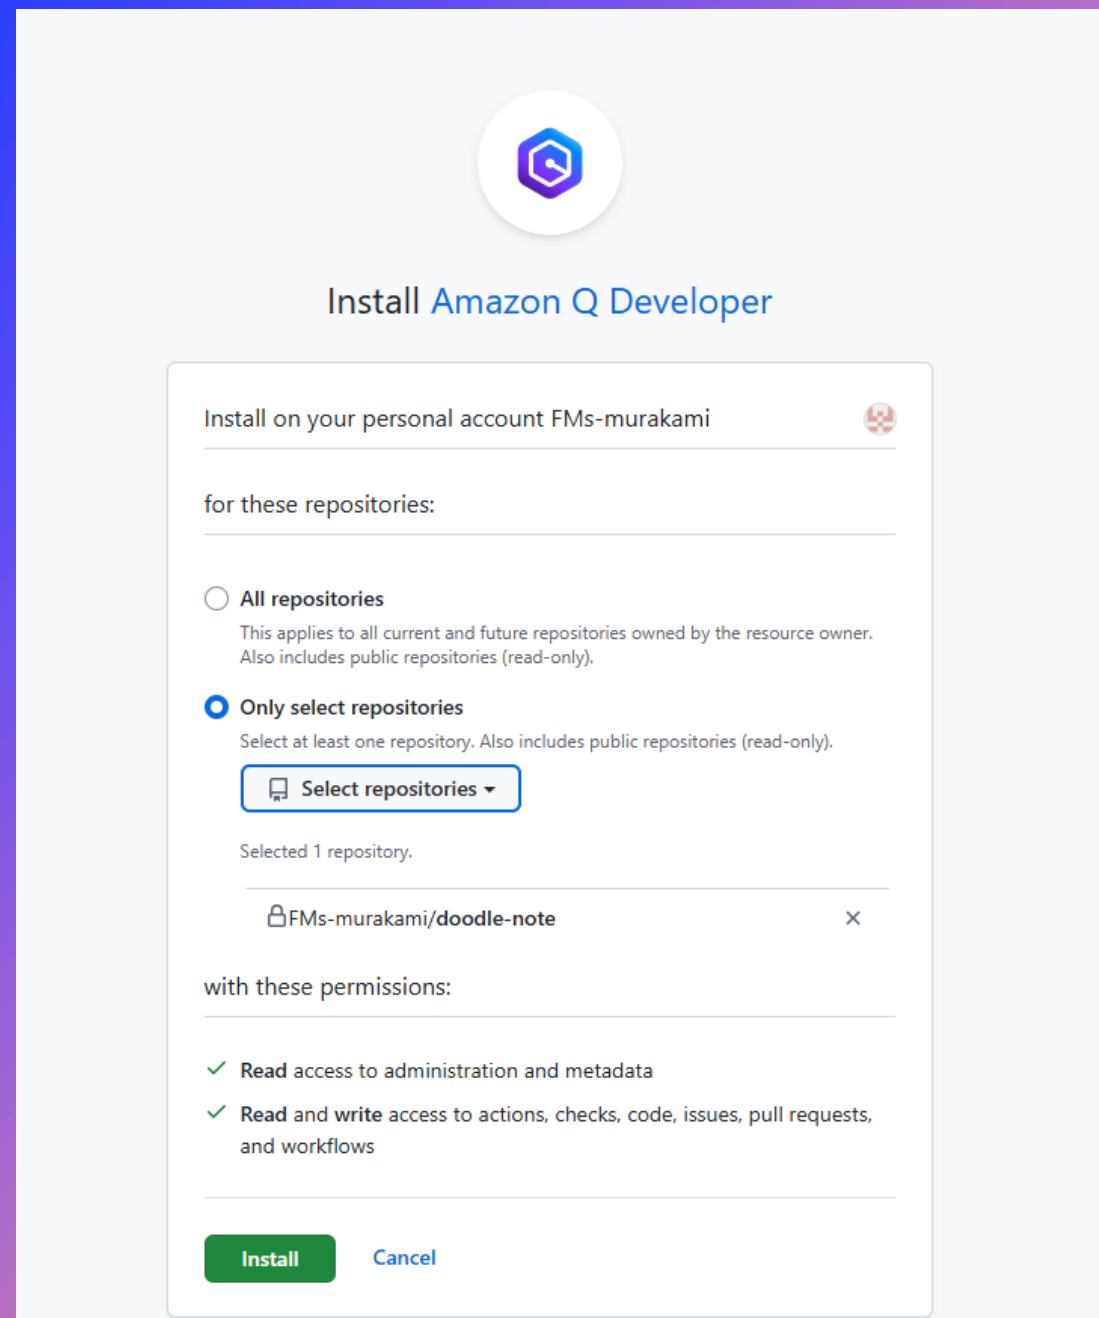 Install Amazon Q Developer
Install on your personal account FMs-murakami
for these repositories:
All repositories
This applies to all current and future repositories owned by the resource owner.
Also includes public repositories (read-only).
Only select repositories
Select at least one repository. Also includes public repositories (read-only).
Select repositories
Selected 1 repository.
FMs-murakami/doodle-note
with these permissions:
Read access to administration and metadata
Read and write access to actions, checks, code, issues, pull requests,
and workflows
Install Cancel